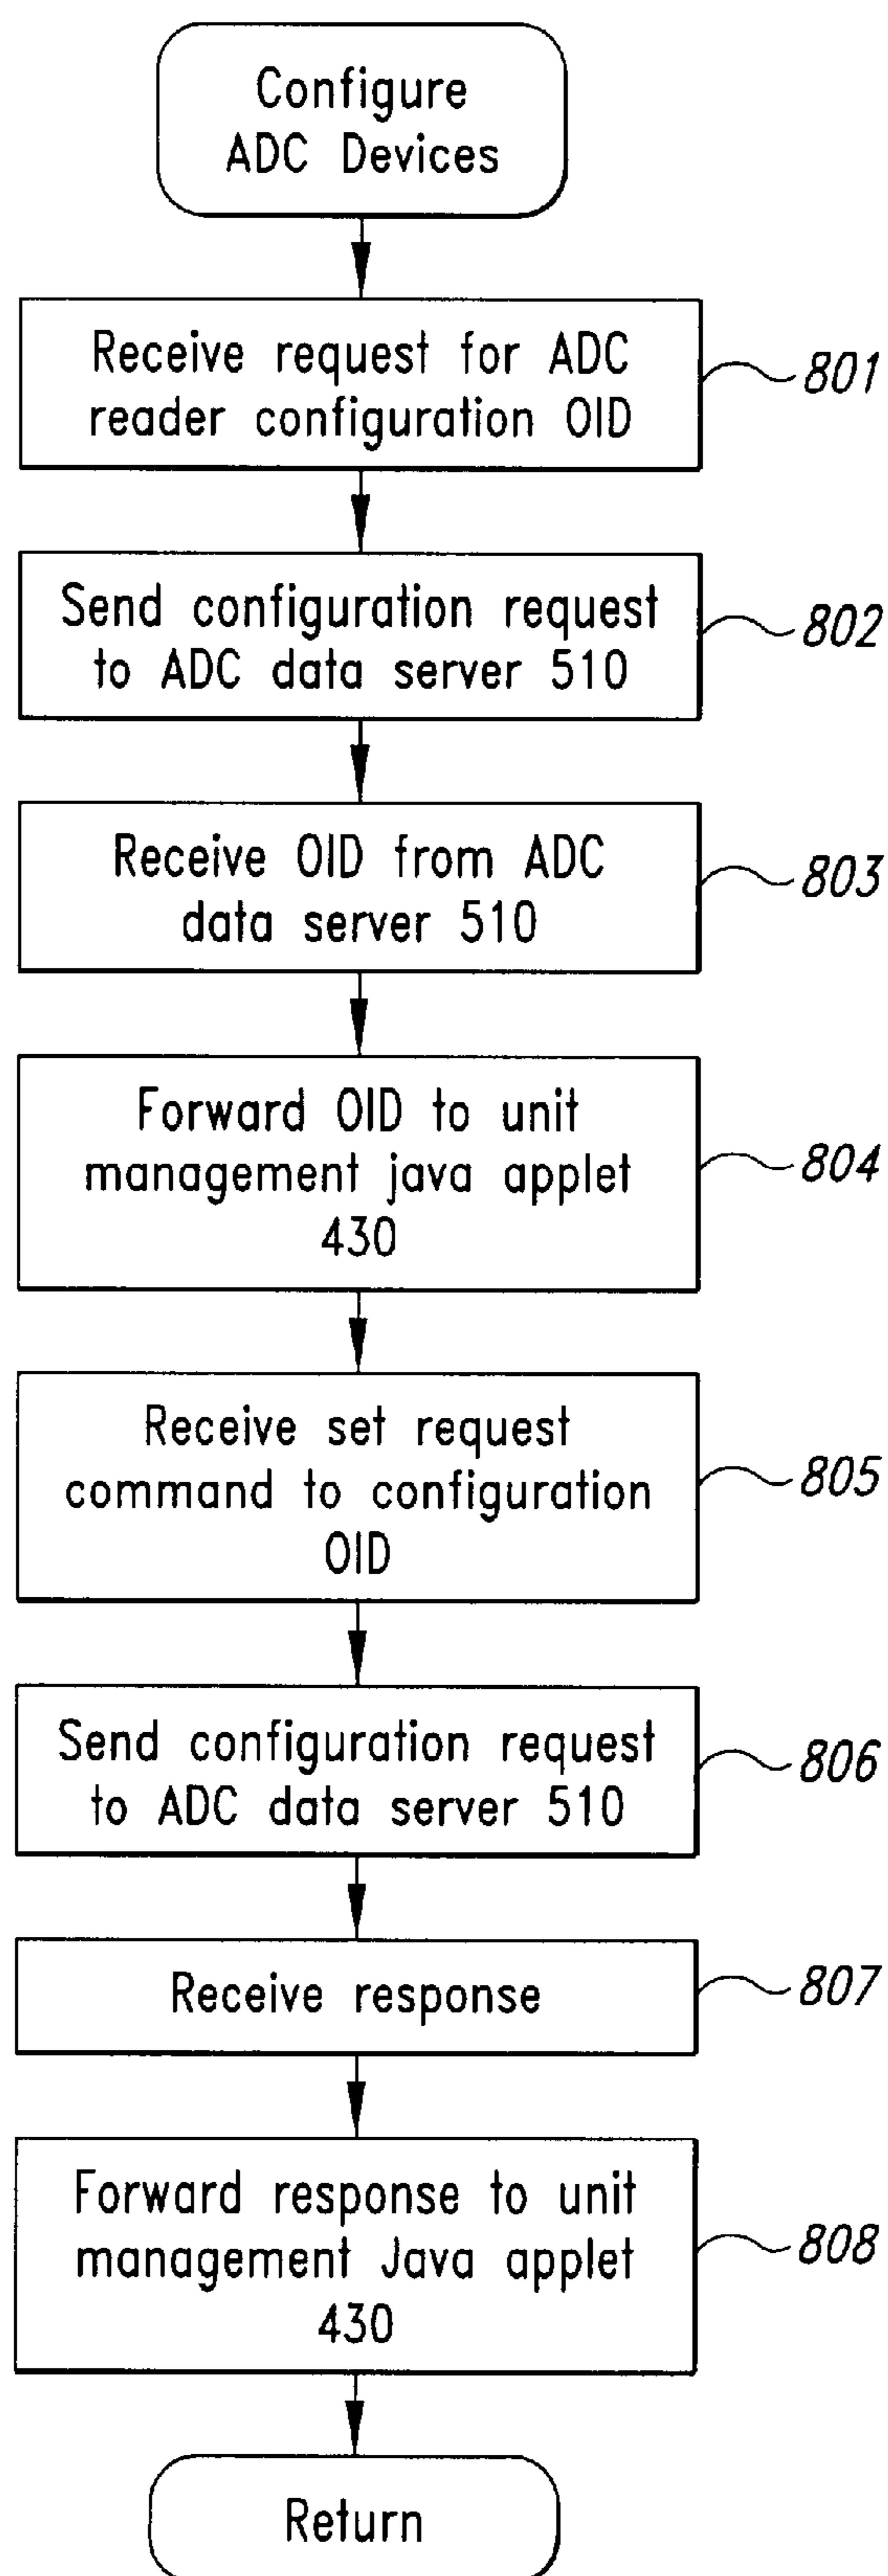 Configure
ADC Devices
Receive request for ADC
reader configuration OID
801
Send configuration request
to ADC data server 510
802
Receive OID from ADC
data server 510
803
Forward OID to unit
management java applet
430
804
Receive set request
command to configuration
OID
805
Send configuration request
to ADC data server 510
806
Receive response
807
Forward response to unit
management Java applet
430
808
Return